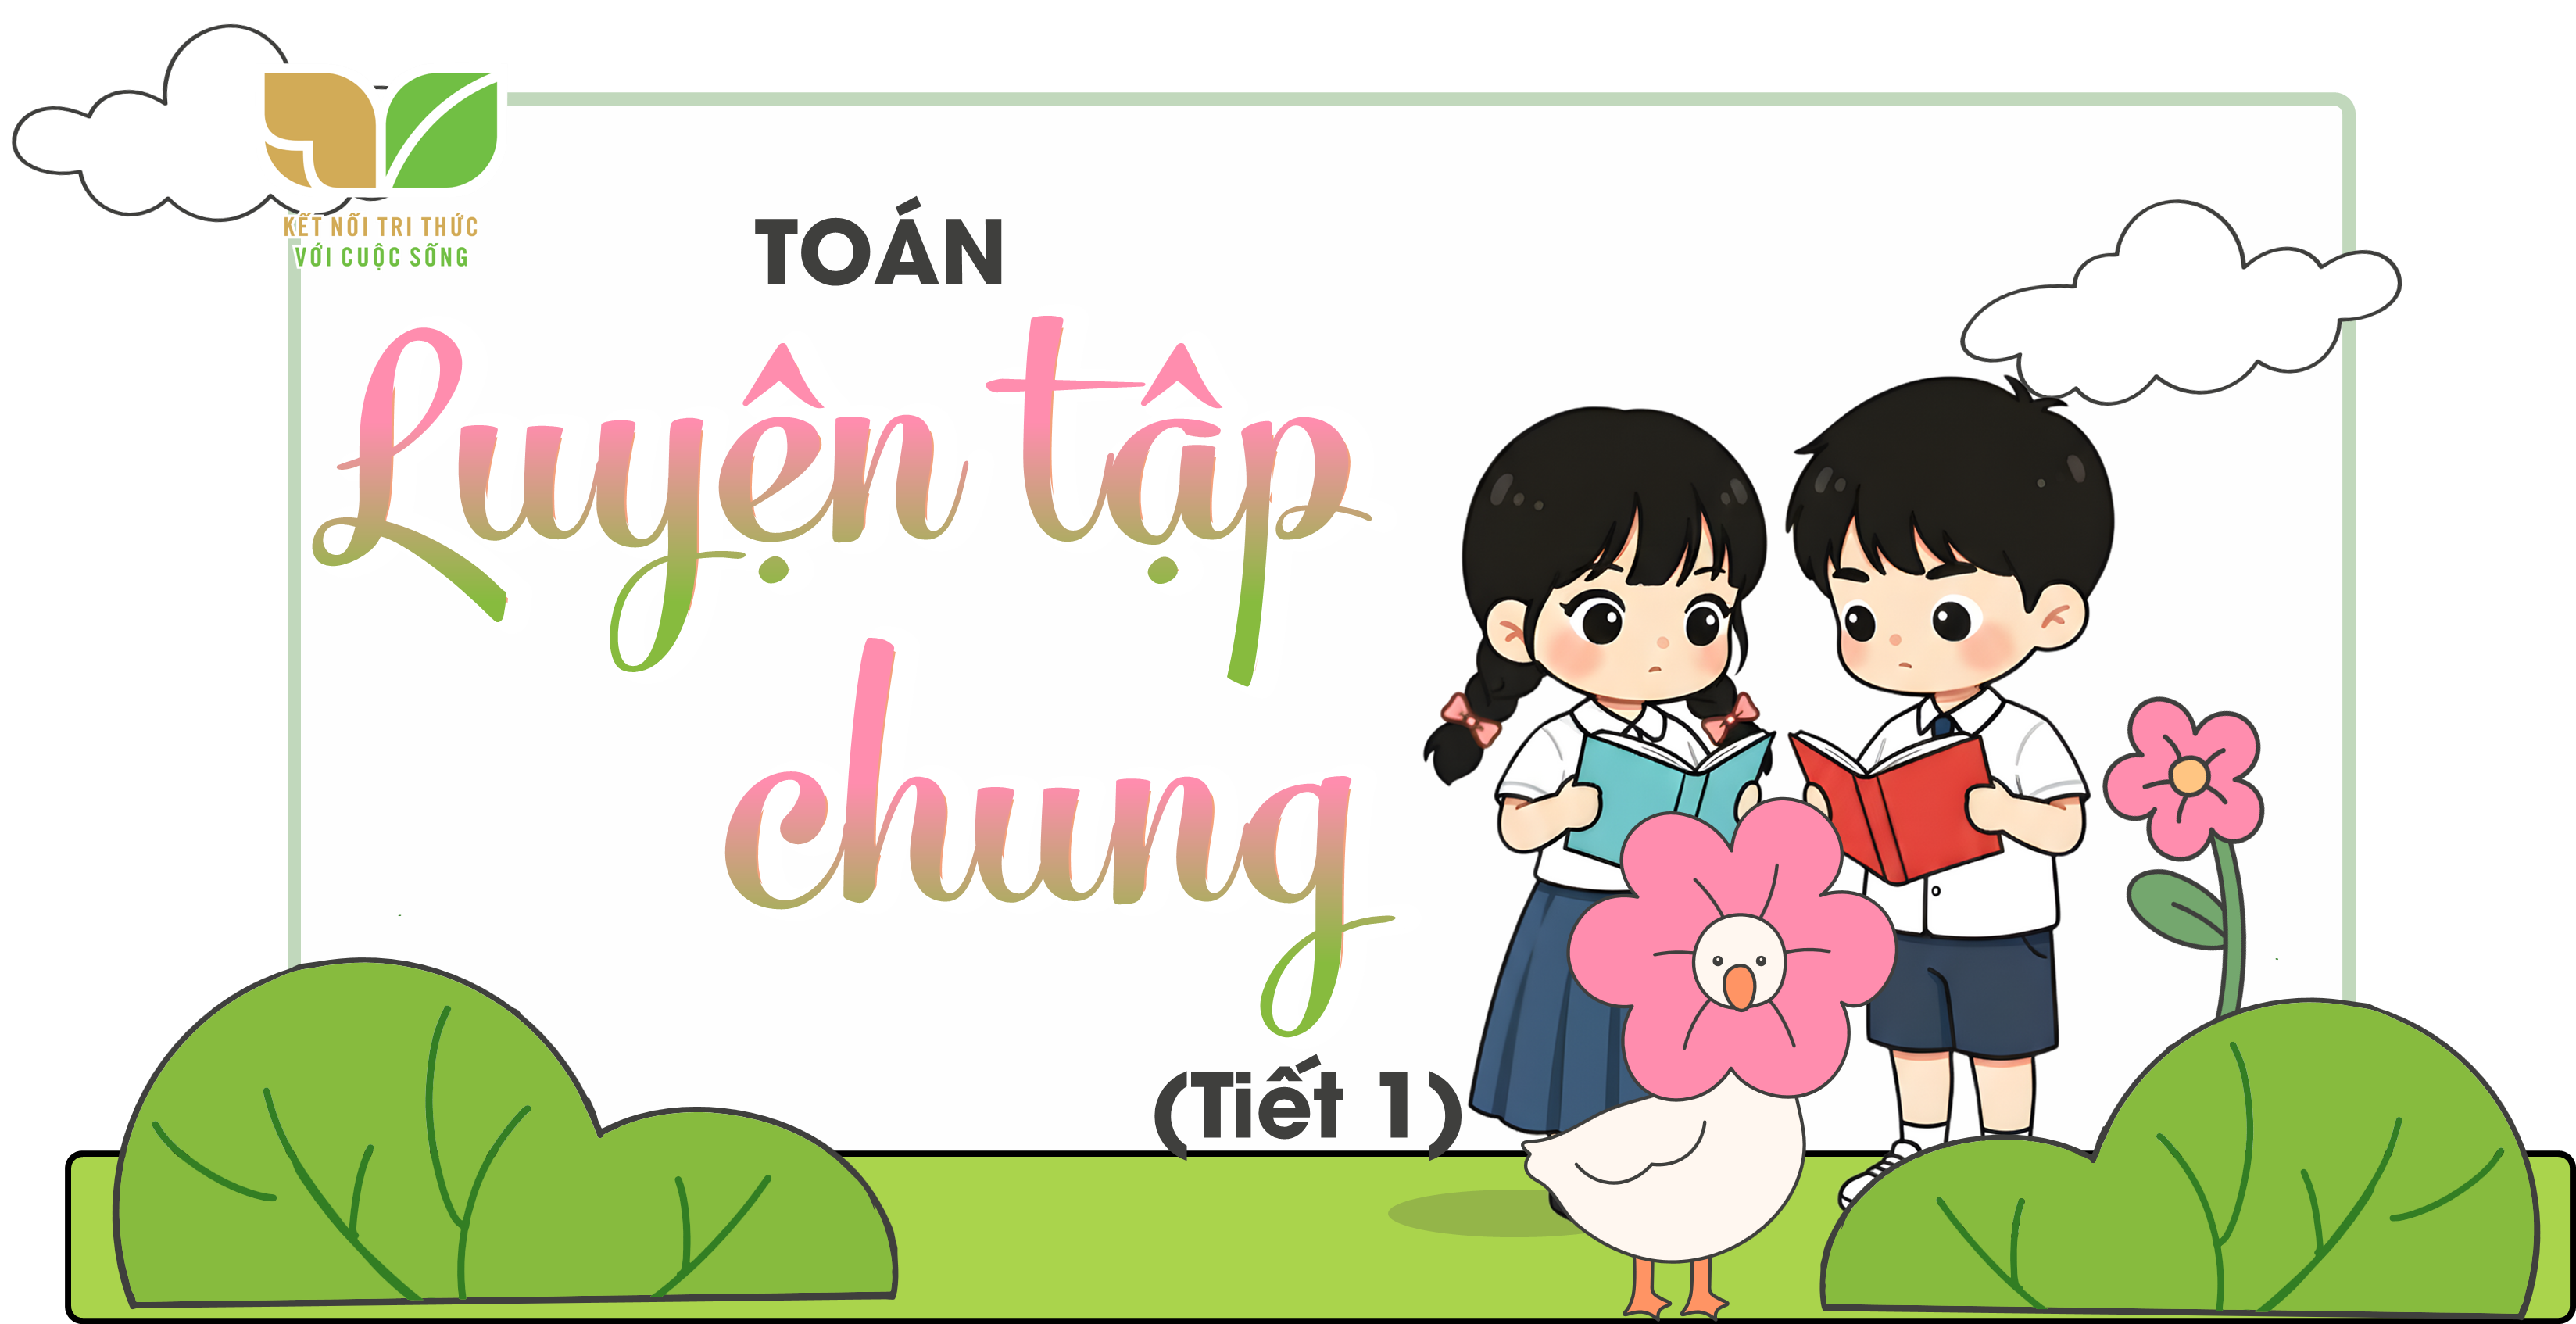 KẾT NỐI TRI THỨC
VỚI CUỘC SỐNG
TOÁN
Luyện tập
chung
(Tiết 1)